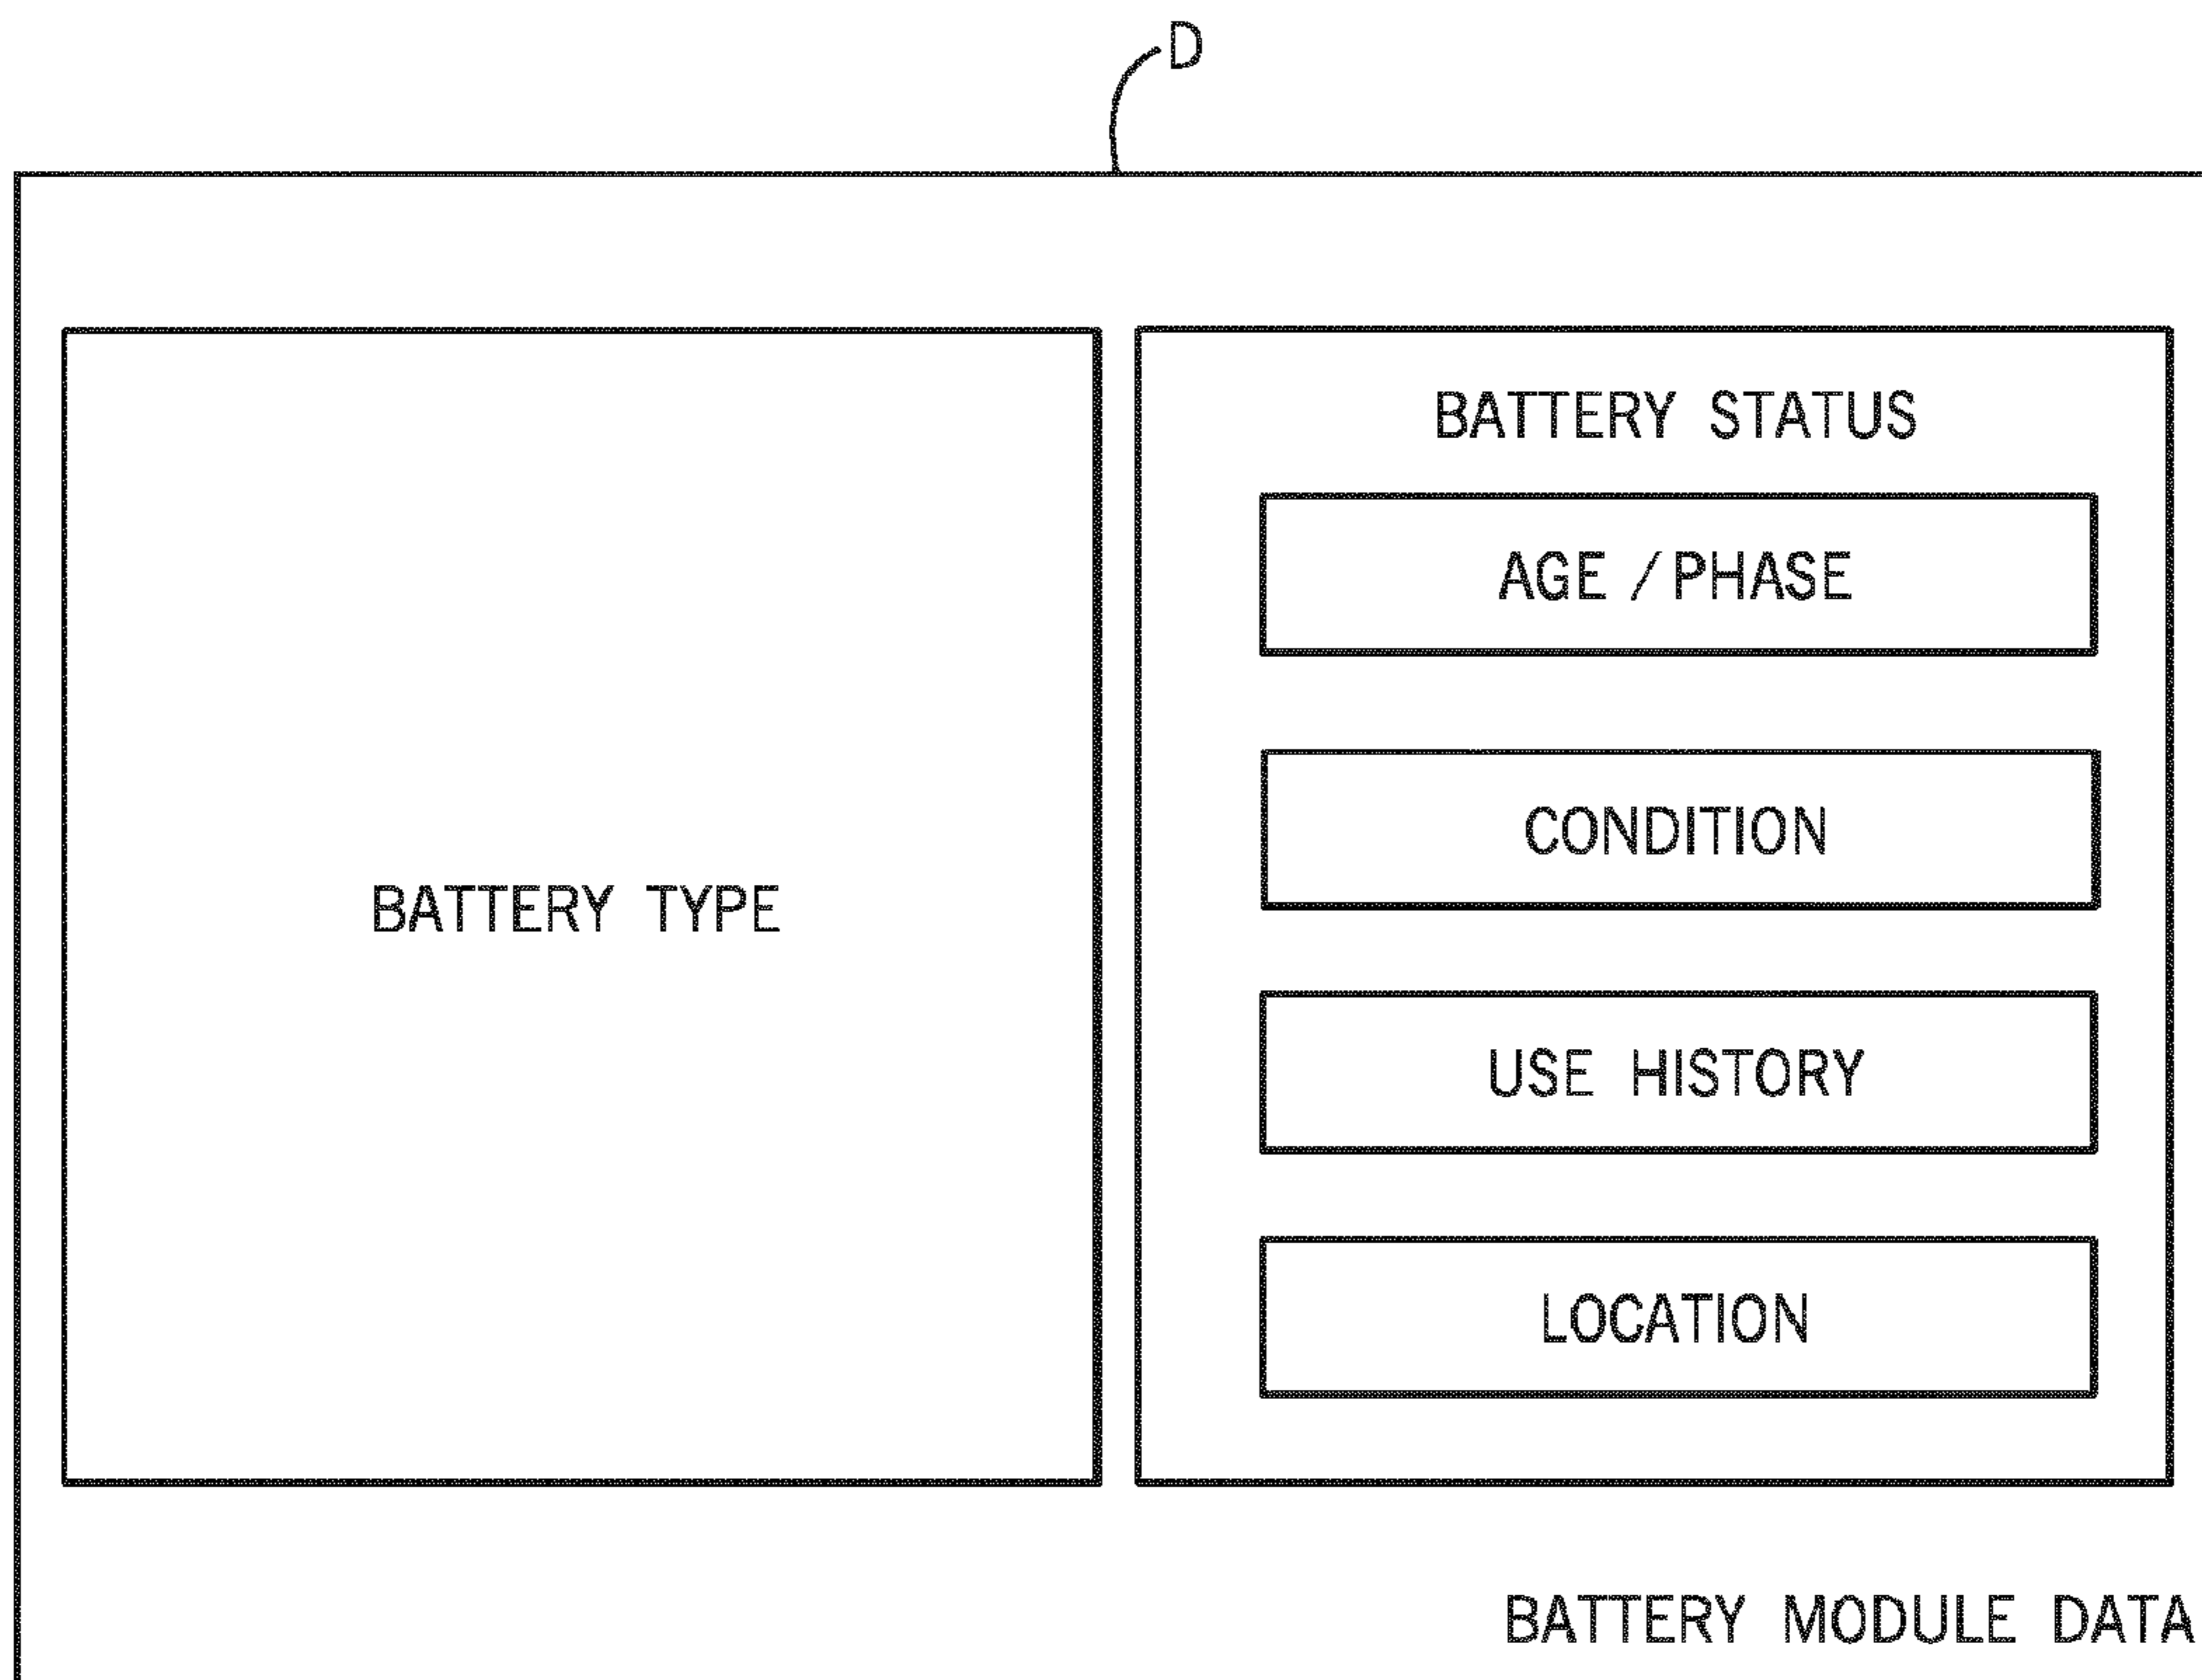 D
BATTERY TYPE
BATTERY STATUS
AGE / PHASE
CONDITION
USE HISTORY
LOCATION
BATTERY MODULE DATA